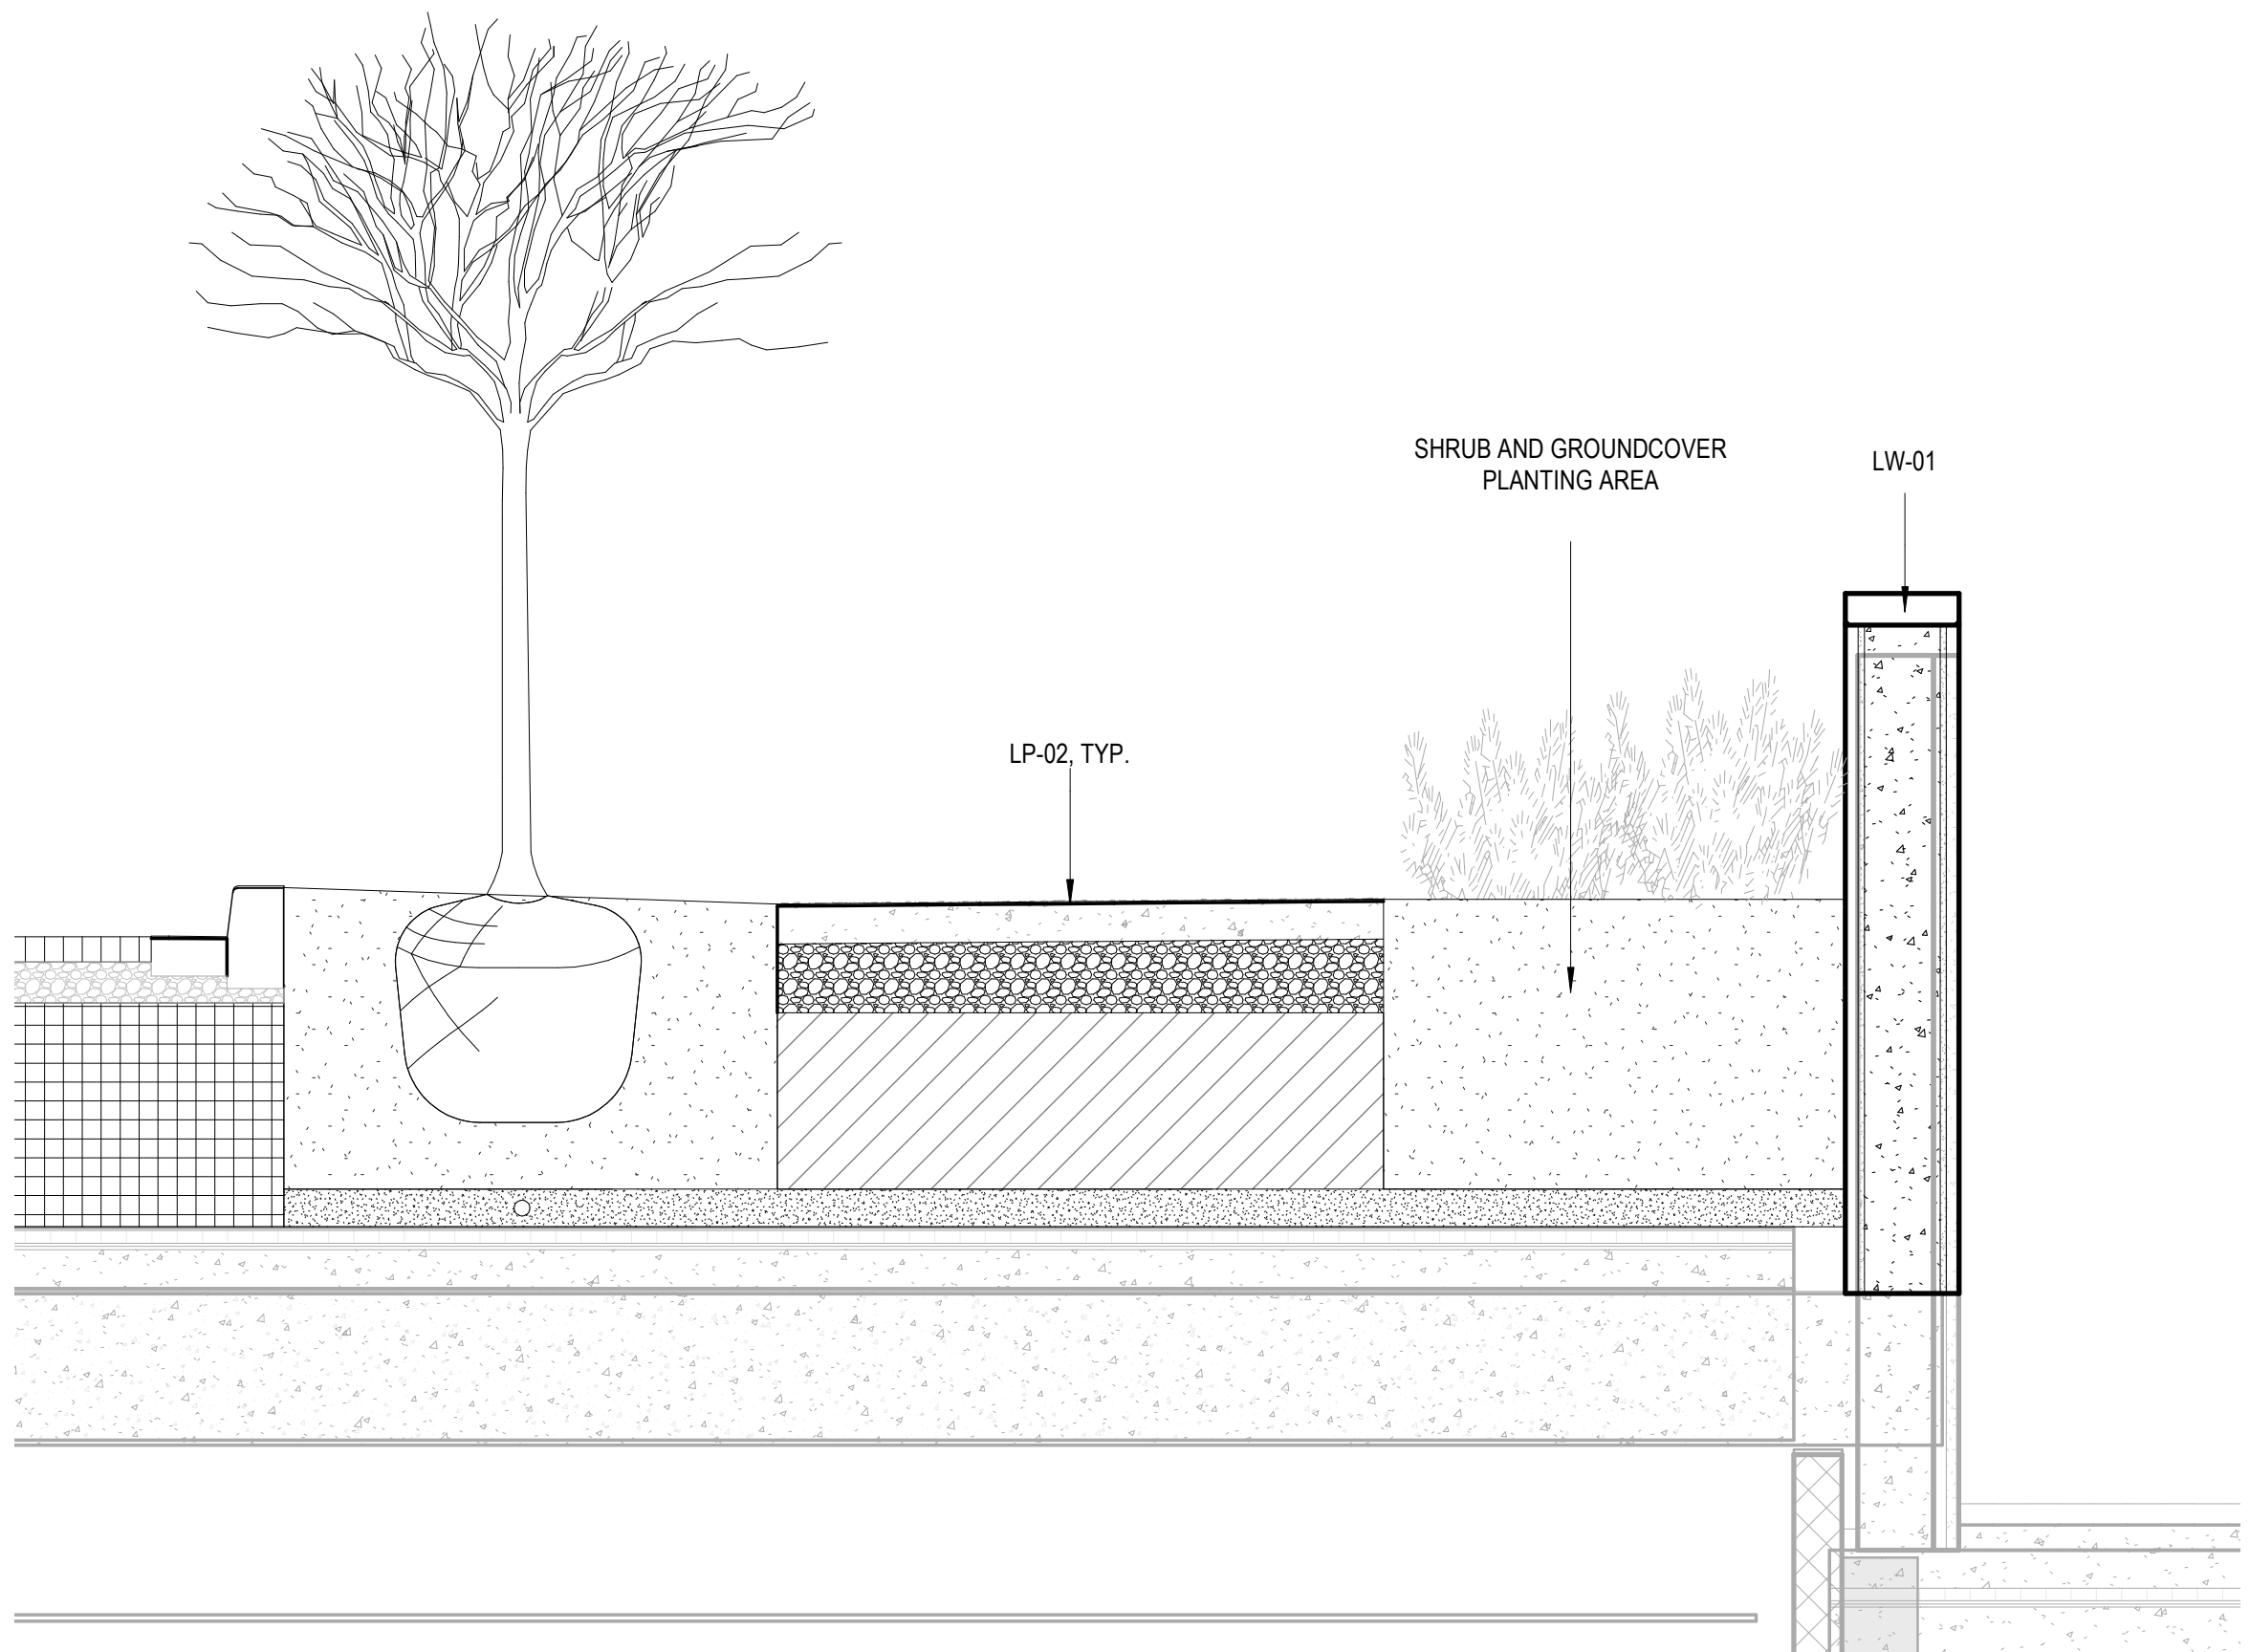 SHRUB AND GROUNDCOVER
PLANTING AREA
LW-01
LP-02, TYP.